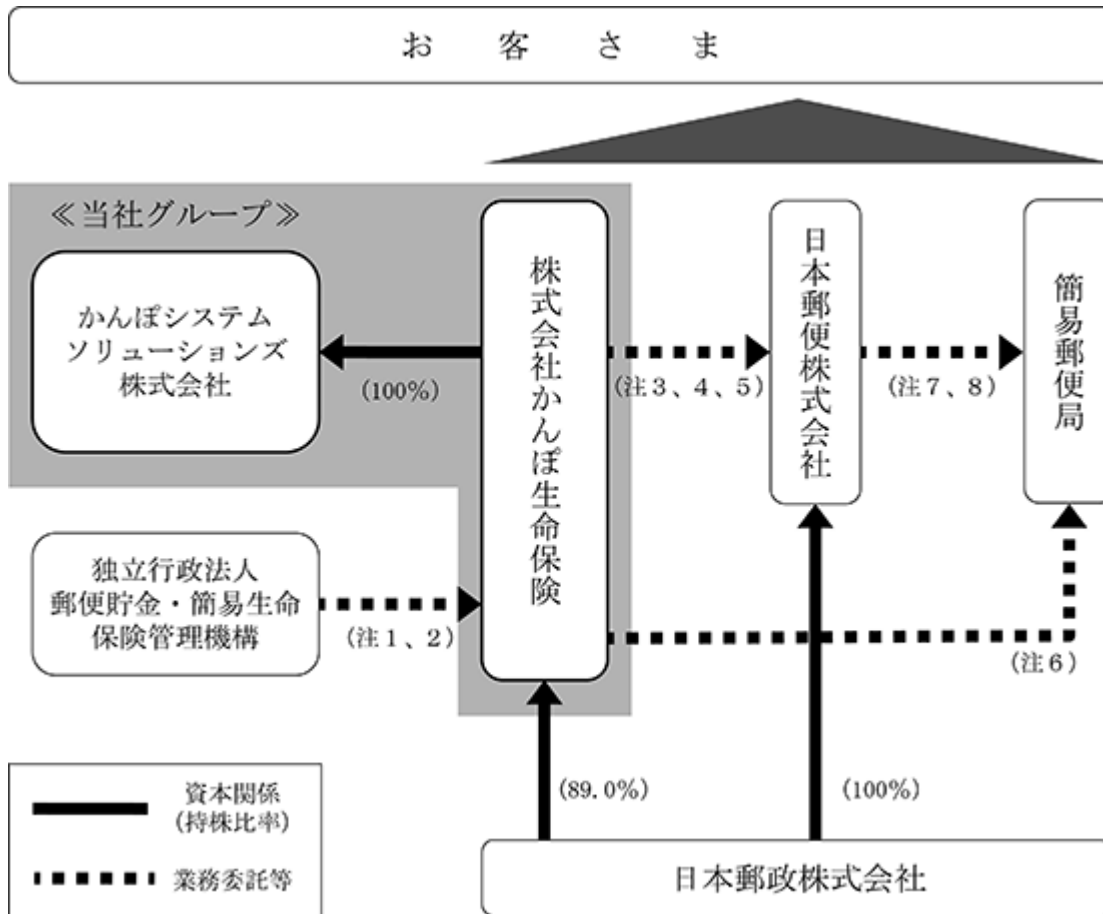 お客さま
≪当社グループ≫
かんぽシステム
ソリューションズ
株式会社
(100%)
株式会社かんぽ生命保険
(注3、4、5)
日本郵便株式会社
(注7、8)
簡易郵便局
独立行政法人
郵便貯金・簡易生命
保険管理機構
(注1、2)
(注6)
(89.0%)
(100%)
資本関係
(持株比率)
業務委託等
日本郵政株式会社